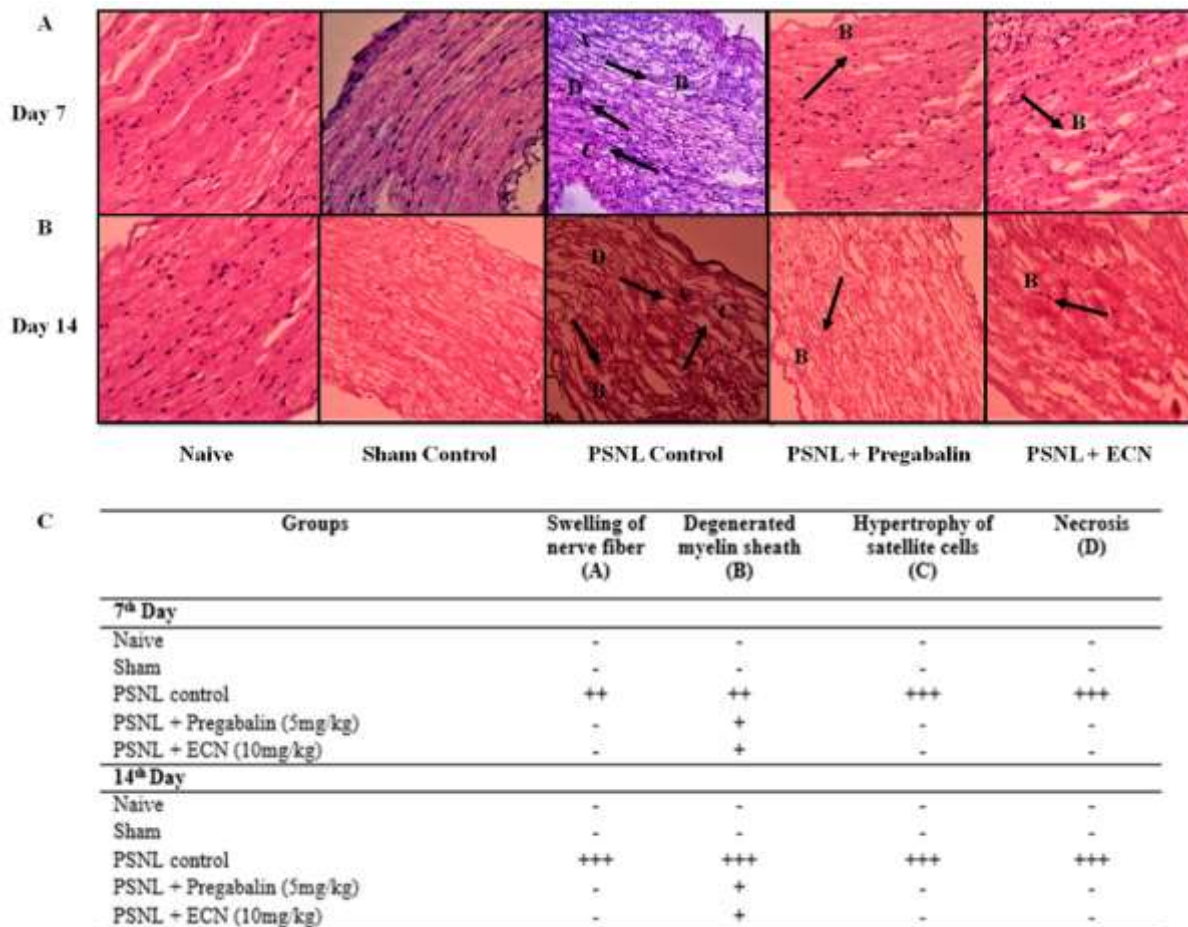 A
Day 7
A
B
D
C
B
B
B
Day 14
D
C
B
B
B
Naive Sham Control PSNL Control PSNL + Pregabalin PSNL + ECN
C
Groups Swelling of nerve fiber (A) Degenerated myelin sheath (B) Hypertrophy of satellite cells (C) Necrosis (D)
7th Day
Naive - - - -
Sham - - - -
PSNL control ++ ++ +++ +++
PSNL + Pregabalin (5mg/kg) - + - -
PSNL + ECN (10mg/kg) - + - -
14th Day
Naive - - - -
Sham - - - -
PSNL control +++ +++ +++ +++
PSNL + Pregabalin (5mg/kg) - + - -
PSNL + ECN (10mg/kg) - + - -